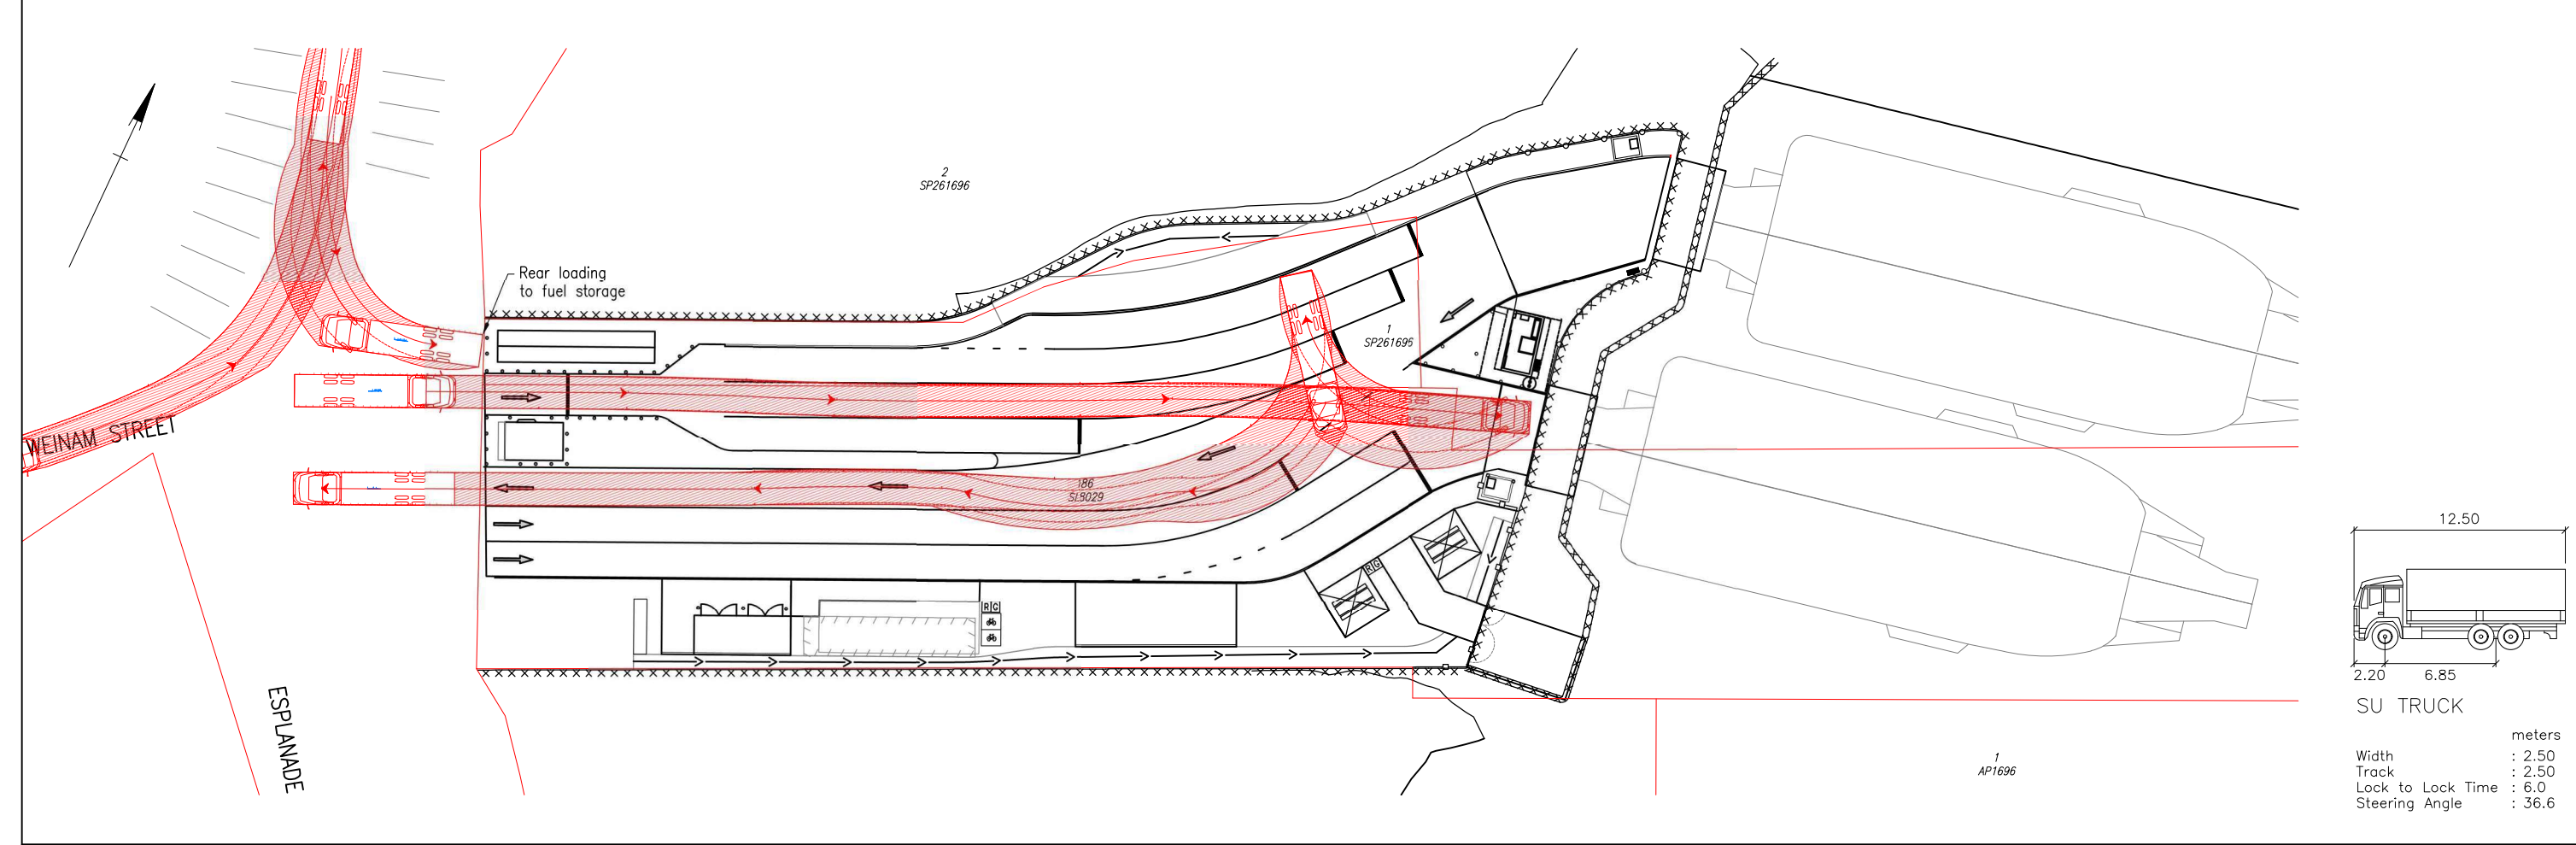 2
SP261696
Rear loading
to fuel storage
1
SP261696
WEINAM STREET
186
SL8029
R G
R G
ESPLANADE
1
AP1696
12.50
2.20
6.85
SU TRUCK
meters
Width : 2.50
Track : 2.50
Lock to Lock Time : 6.0
Steering Angle : 36.6